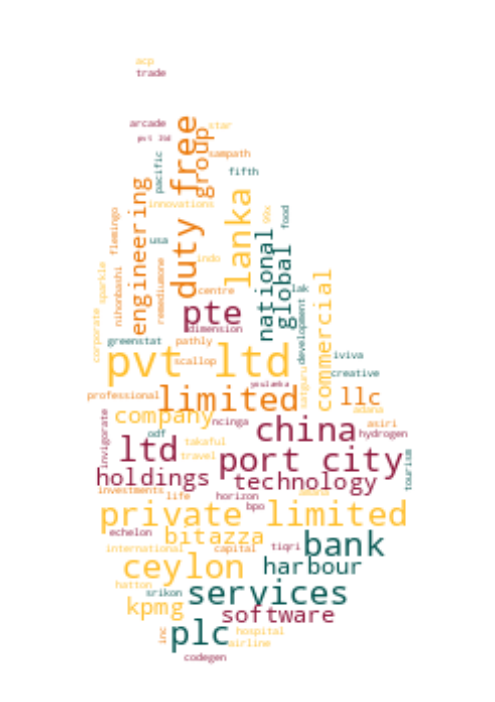 acp
trade
arcade
pvt ltd
duty free
group
star
pacific
sampath
fifth
engineering
innovations
lanka
flemingo
99x
food
usa
national
global
indo
nihonbashi
remediumone
corporate
sparkle
centre
lak
commercial
pte
dimension
development
greenstat
pathly
pvt ltd
scallop
iviva
creative
satguru
professional
limited
llc
company
ncinga
adana
asiri
invigorate
odf
china
hydrogen
ltd
takaful
travel
port city
tourism
holdings
technology
investments
life
horizon
amana
bpo
private limited
echelon
bitazza
international
capital
tiqri
bank
ceylon
harbour
hatton
srikon
services
kpmg
software
inc
plc
hospital
airline
codegen